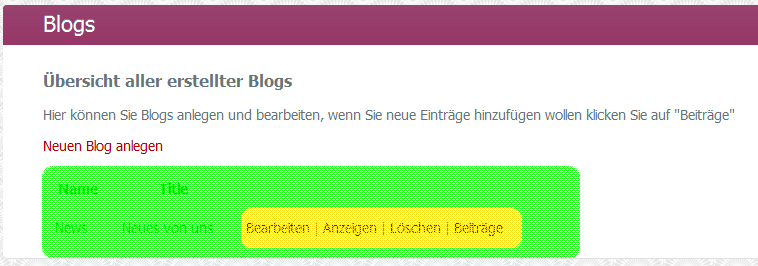 Blogs
Übersicht aller erstellter Blogs
Hier können Sie Blogs anlegen und bearbeiten, wenn Sie neue Einträge hinzufügen wollen klicken Sie auf "Beiträge"
Neuen Blog anlegen
Name Title
News Neues von uns Bearbeiten | Anzeigen | Löschen | Beiträge